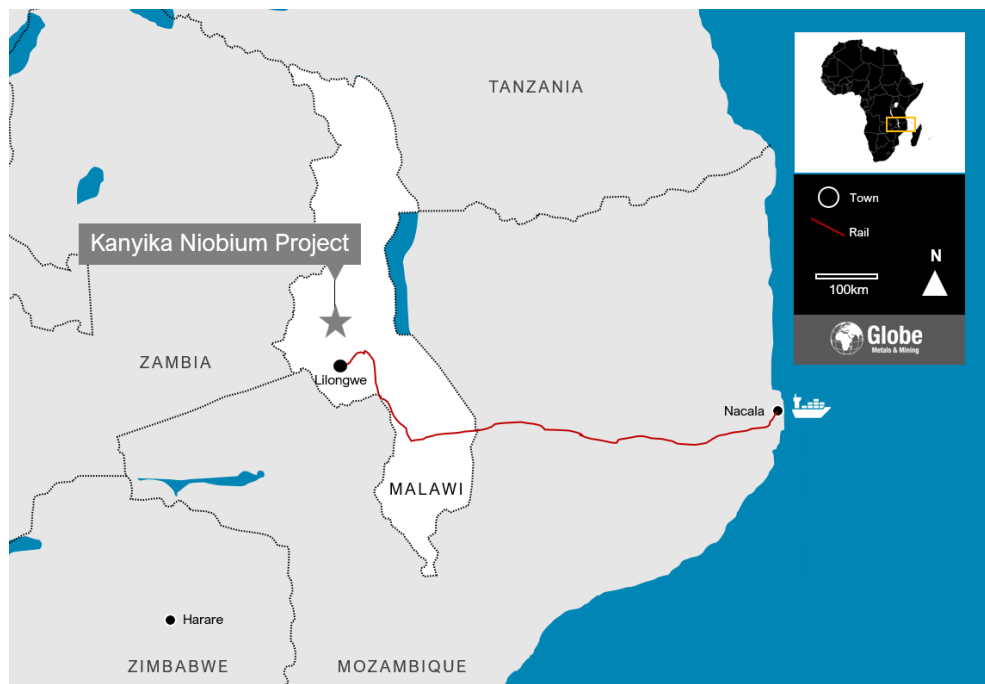 TANZANIA
Kanyika Niobium Project
Town
Rail
N
100km
Globe
Metals & Mining
ZAMBIA
Lilongwe
Nacala
MALAWI
Harare
ZIMBABWE
MOZAMBIQUE